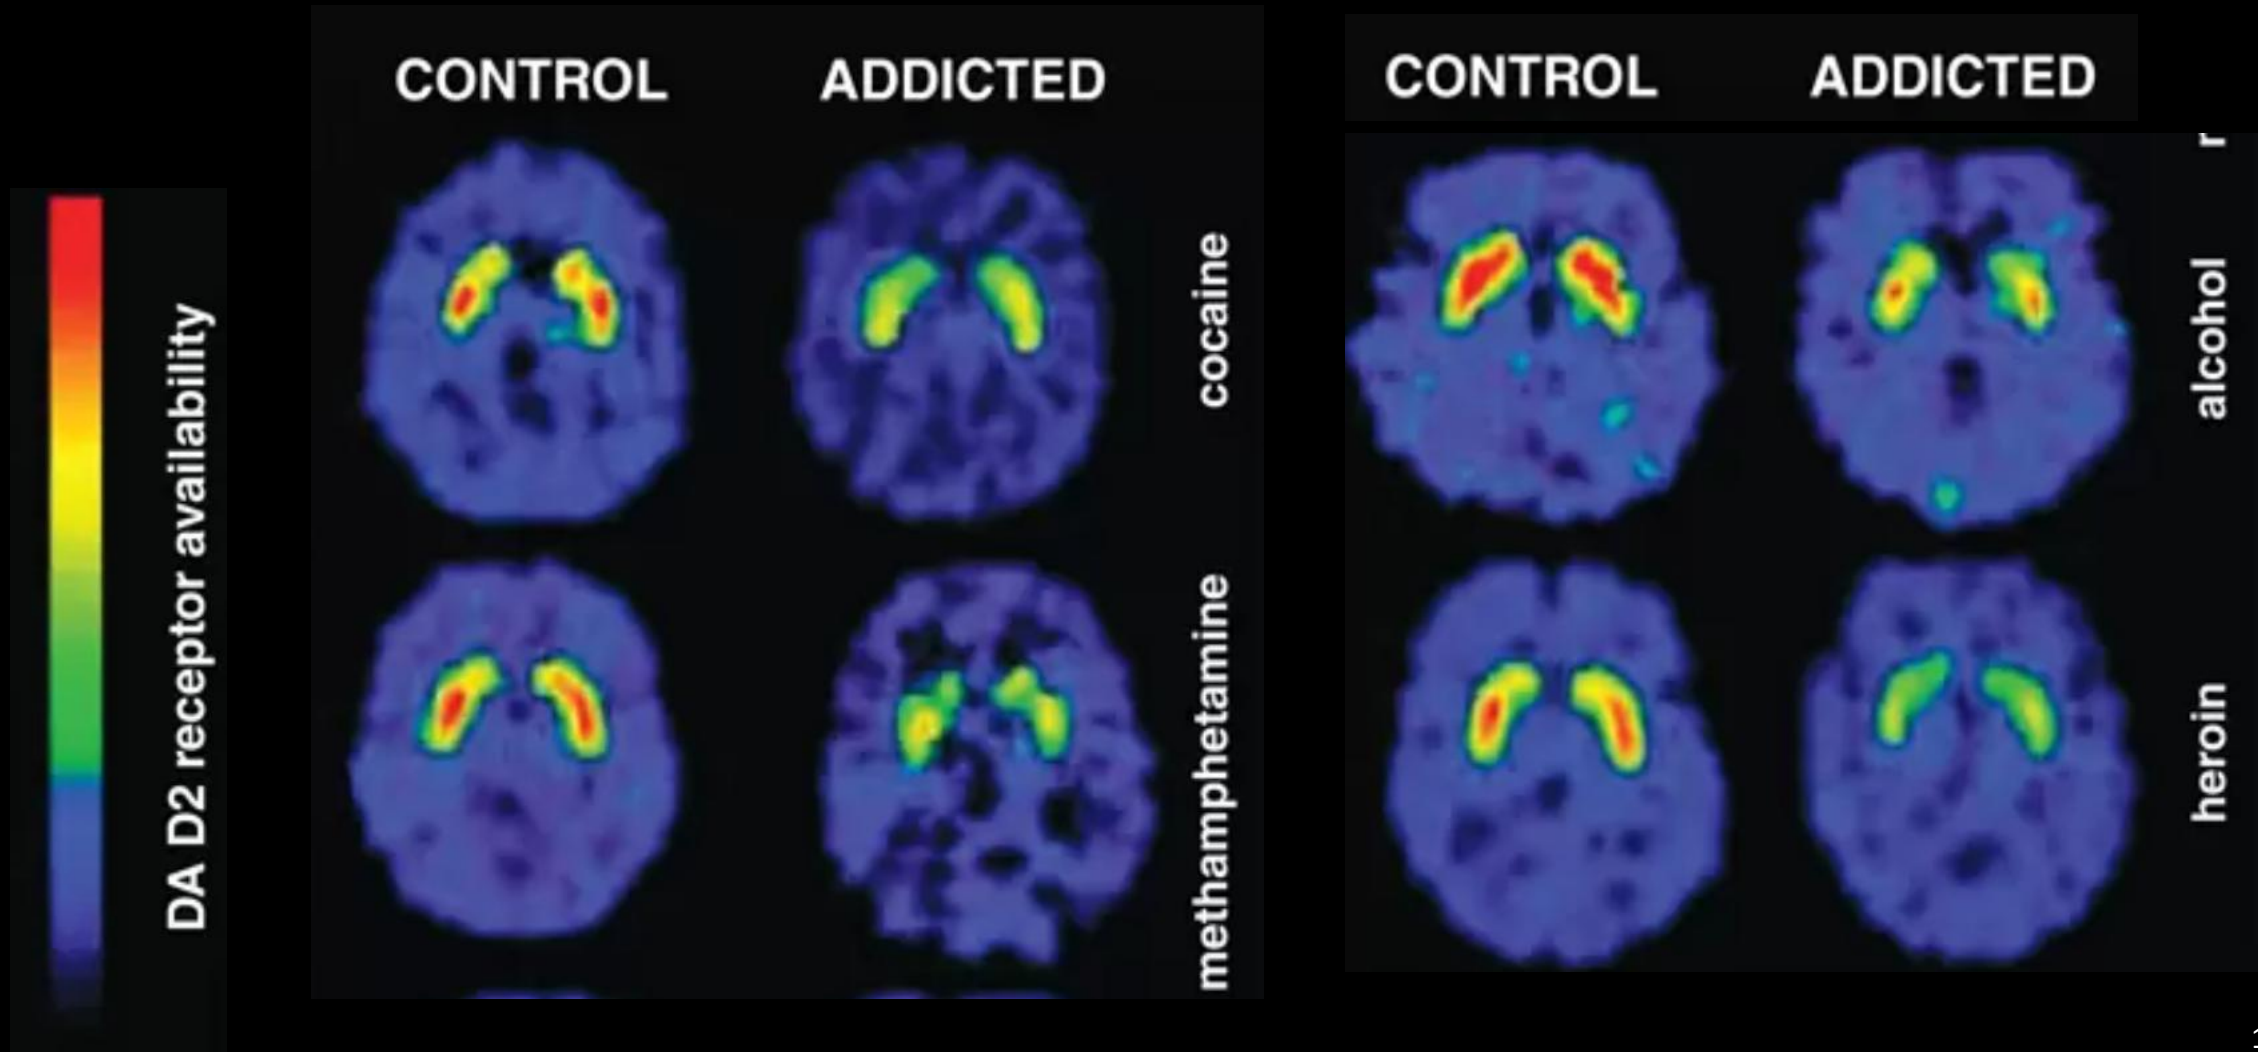 DA D2 receptor availability
CONTROL
ADDICTED
cocaine
methamphetamine
CONTROL
ADDICTED
alcohol
heroin